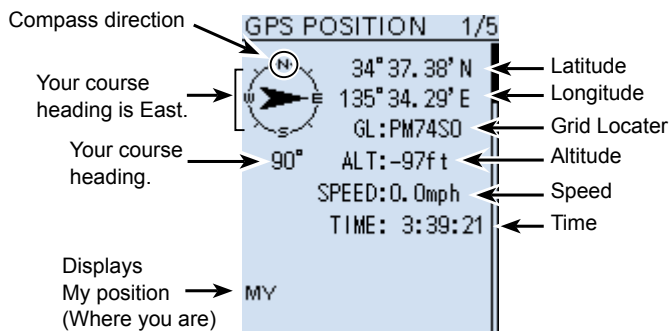 Compass direction
GPS POSITION 1/5
N
W
E
S
34°37.38' N
Latitude
Your course
heading is East.
135°34.29' E
Longitude
GL:PM74SO
Grid Locater
Your course
heading.
90°
ALT:-97ft
Altitude
SPEED:0.0mph
Speed
TIME: 3:39:21
Time
Displays
My position
(Where you are)
MY